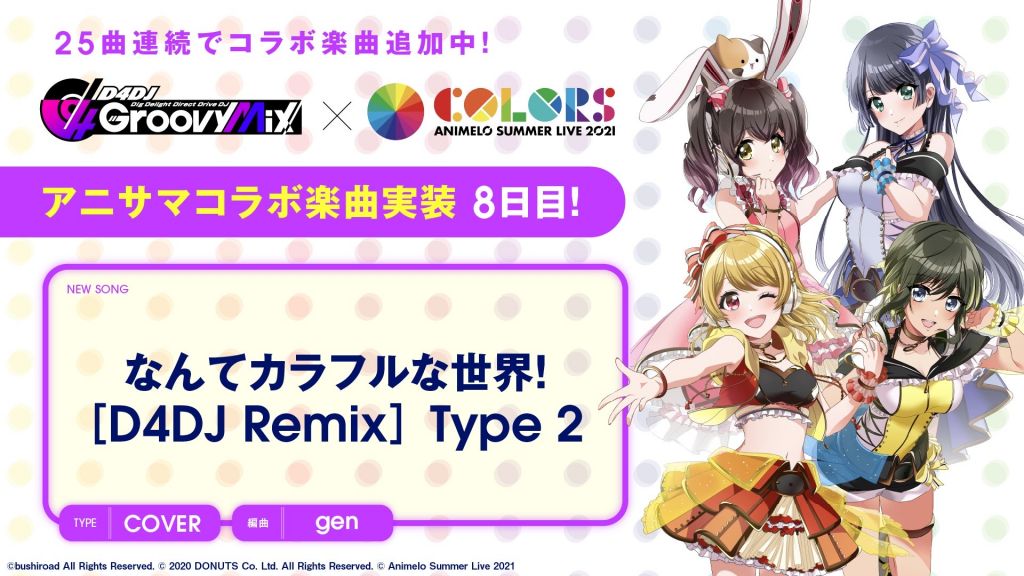 25曲連続でコラボ楽曲追加中!
D4DJ
Dig Delight Direct Drive DJ
GROOVYMIX
×
COLORS
ANIMELO SUMMER LIVE 2021
アニサマコラボ楽曲実装 8日目!
NEW SONG
なんてカラフルな世界!
[D4DJ Remix] Type 2
TYPE COVER
編曲 gen
©bushiroad All Rights Reserved. © 2020 DONUTS Co. Ltd. All Rights Reserved. © Animelo Summer Live 2021